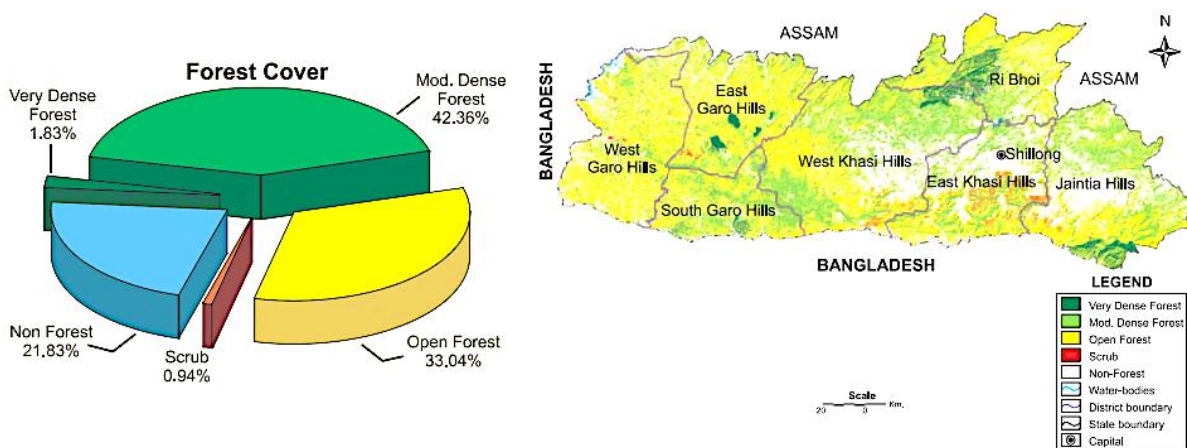 Forest Cover
Very Dense
Forest
1.83%
Mod. Dense
Forest
42.36%
Non Forest
21.83%
Scrub
0.94%
Open Forest
33.04%
N
ASSAM
BANGLADESH
Ri Bhoi
ASSAM
East
Garo Hills
West
Garo Hills
West Khasi Hills
Shillong
East Khasi Hills
Jaintia Hills
South Garo Hills
BANGLADESH
LEGEND
Very Dense Forest
Mod. Dense Forest
Open Forest
Scrub
Non-Forest
Water-bodies
District boundary
State boundary
Capital
Scale
20 0 Km.